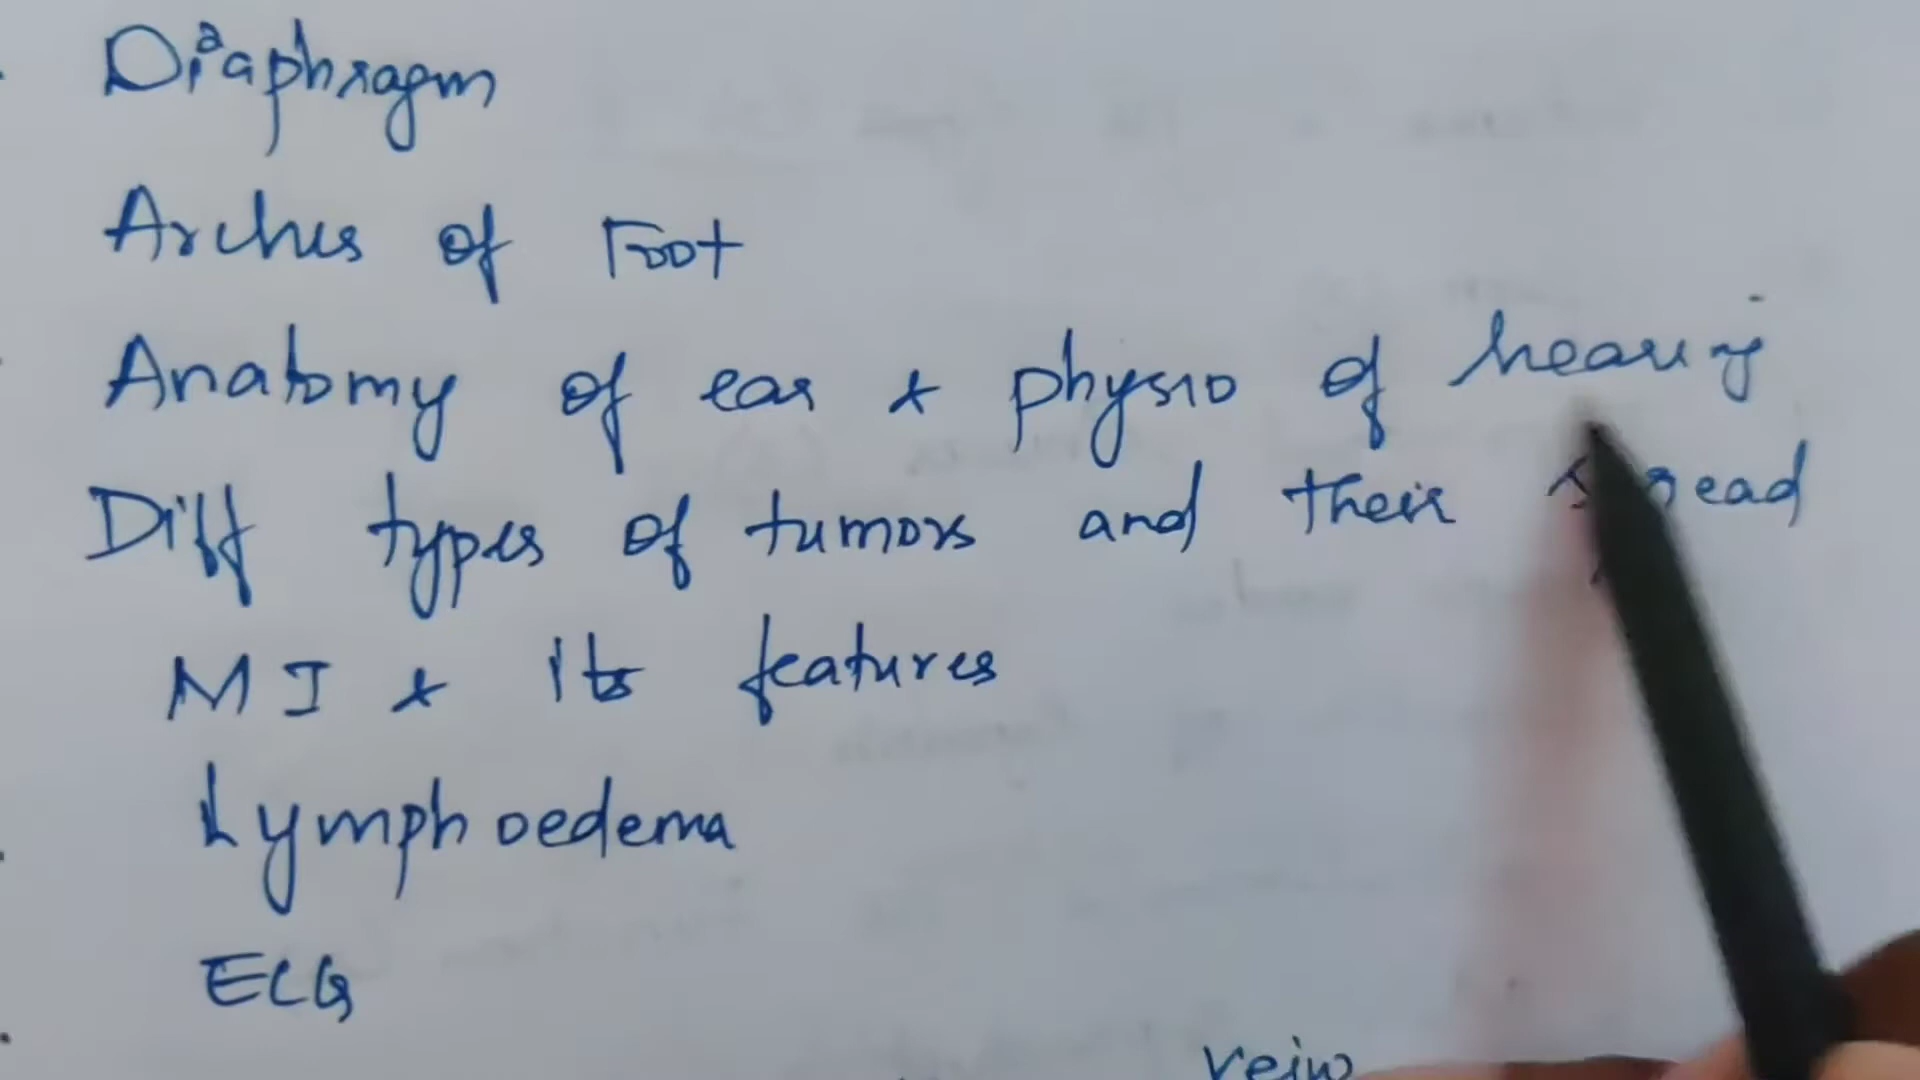 Diaphragm
Arches of Foot
Anatomy of ear & physio of hearing
Diff types of tumors and their spread
MI & its features
Lymphoedema
ECG